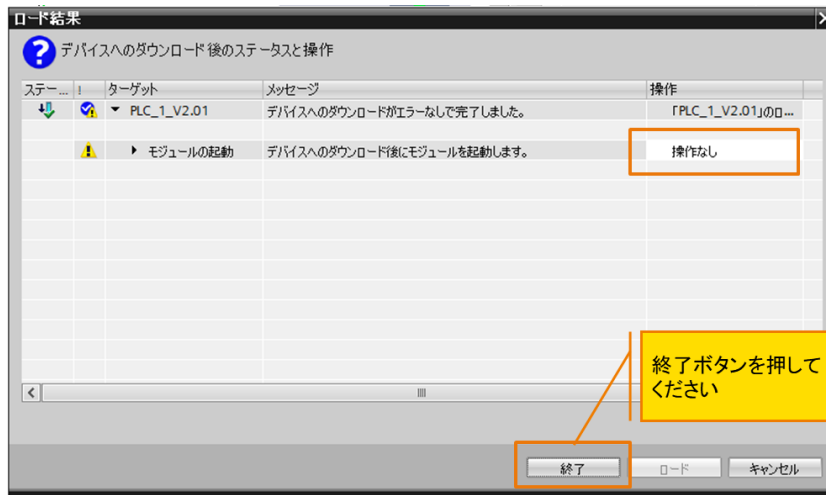 ロード結果
デバイスへのダウンロード後のステータスと操作
ステー... ! ターゲット メッセージ 操作
PLC_1_V2.01 デバイスへのダウンロードがエラーなしで完了しました。 「PLC_1_V2.01」のロ...
モジュールの起動 デバイスへのダウンロード後にモジュールを起動します。 操作なし
終了ボタンを押して
ください
終了 ロード キャンセル